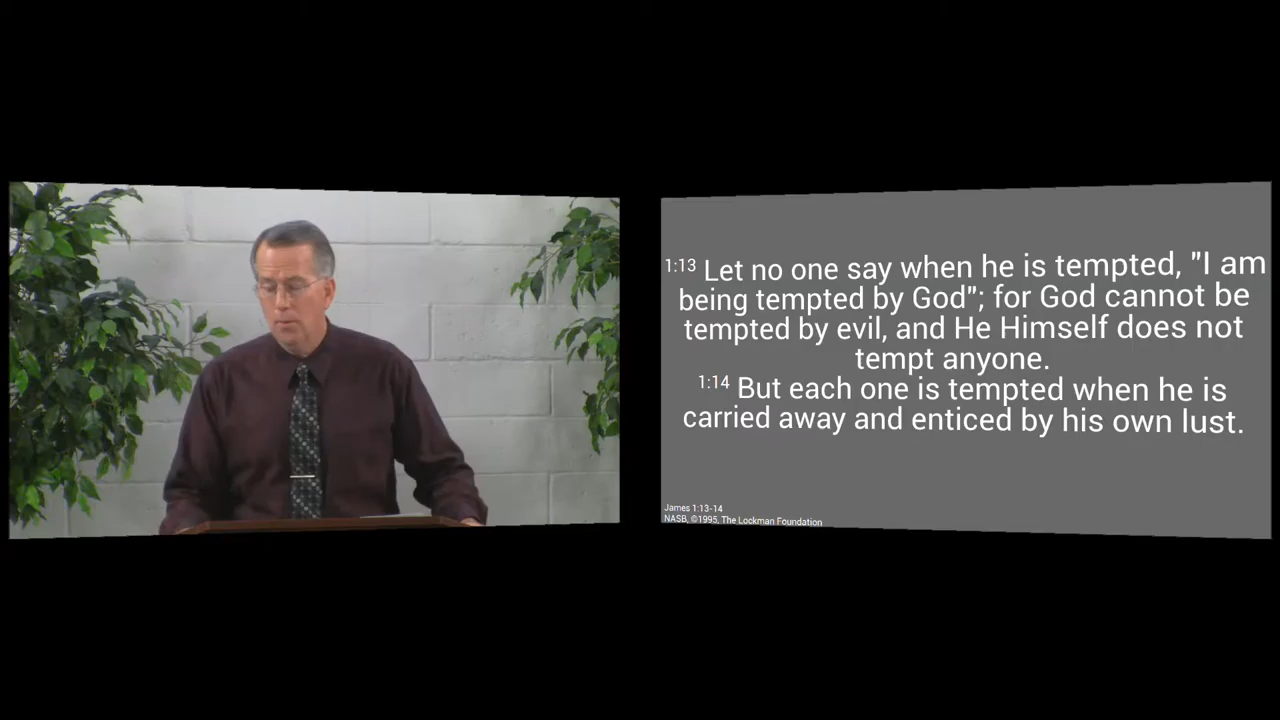 1:13 Let no one say when he is tempted, "I am
being tempted by God"; for God cannot be
tempted by evil, and He Himself does not
tempt anyone.
1:14 But each one is tempted when he is
carried away and enticed by his own lust.
James 1:13-14
NASB, ©1995, The Lockman Foundation